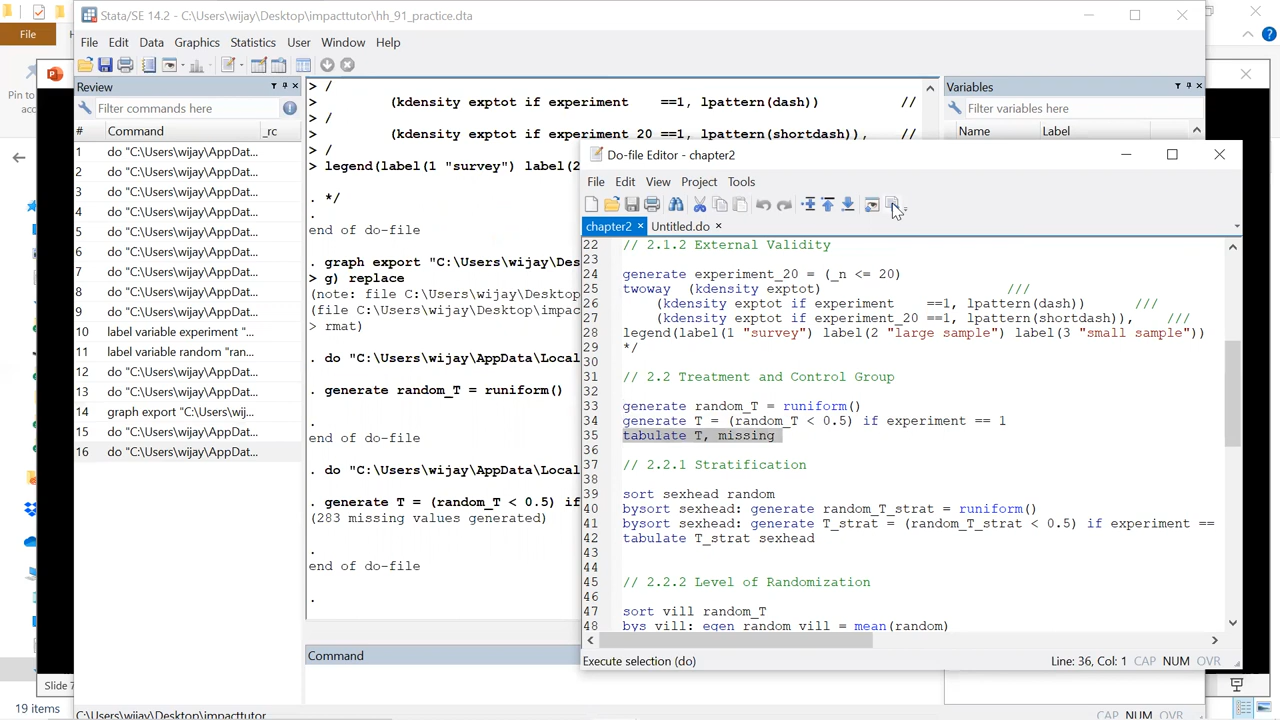 File
Pin to
acc
19 items
Slide 7
Stata/SE 14.2 - C:\Users\wijay\Desktop\impacttutor\hh_91_practice.dta
File Edit Data Graphics Statistics User Window Help
Review
Filter commands here
# Command _rc
1 do "C:\Users\wijay\AppDat...
2 do "C:\Users\wijay\AppDat...
3 do "C:\Users\wijay\AppDat...
4 do "C:\Users\wijay\AppDat...
5 do "C:\Users\wijay\AppDat...
6 do "C:\Users\wijay\AppDat...
7 do "C:\Users\wijay\AppDat...
8 do "C:\Users\wijay\AppDat...
9 do "C:\Users\wijay\AppDat...
10 label variable experiment "...
11 label variable random "ran...
12 do "C:\Users\wijay\AppDat...
13 do "C:\Users\wijay\AppDat...
14 graph export "C:\Users\wij...
15 do "C:\Users\wijay\AppDat...
16 do "C:\Users\wijay\AppDat...
> /
> (kdensity exptot if experiment ==1, lpattern(dash)) //
> /
> (kdensity exptot if experiment_20 ==1, lpattern(shortdash)), //
> /
> legend(label(1 "survey") label(2
. */
.
end of do-file
. graph export "C:\Users\wijay\Des
> g) replace
(note: file C:\Users\wijay\Desktop
(file C:\Users\wijay\Desktop\impac
> rmat)
. do "C:\Users\wijay\AppData\Local
. generate random_T = runiform()
.
end of do-file
. do "C:\Users\wijay\AppData\Local
. generate T = (random_T < 0.5) if
(283 missing values generated)
.
end of do-file
.
Command
C:\Users\wijay\Desktop\impacttutor
CAP NUM OVR
Variables
Filter variables here
Name Label
Do-file Editor - chapter2
File Edit View Project Tools
chapter2 Untitled.do
22 // 2.1.2 External Validity
23
24 generate experiment_20 = (_n <= 20)
25 twoway (kdensity exptot) ///
26 (kdensity exptot if experiment ==1, lpattern(dash)) ///
27 (kdensity exptot if experiment_20 ==1, lpattern(shortdash)), ///
28 legend(label(1 "survey") label(2 "large sample") label(3 "small sample"))
29 */
30
31 // 2.2 Treatment and Control Group
32
33 generate random_T = runiform()
34 generate T = (random_T < 0.5) if experiment == 1
35 tabulate T, missing
36
37 // 2.2.1 Stratification
38
39 sort sexhead random
40 bysort sexhead: generate random_T_strat = runiform()
41 bysort sexhead: generate T_strat = (random_T_strat < 0.5) if experiment ==
42 tabulate T_strat sexhead
43
44
45 // 2.2.2 Level of Randomization
46
47 sort vill random_T
48 bys vill: egen random_vill = mean(random)
Execute selection (do)
Line: 36, Col: 1 CAP NUM OVR